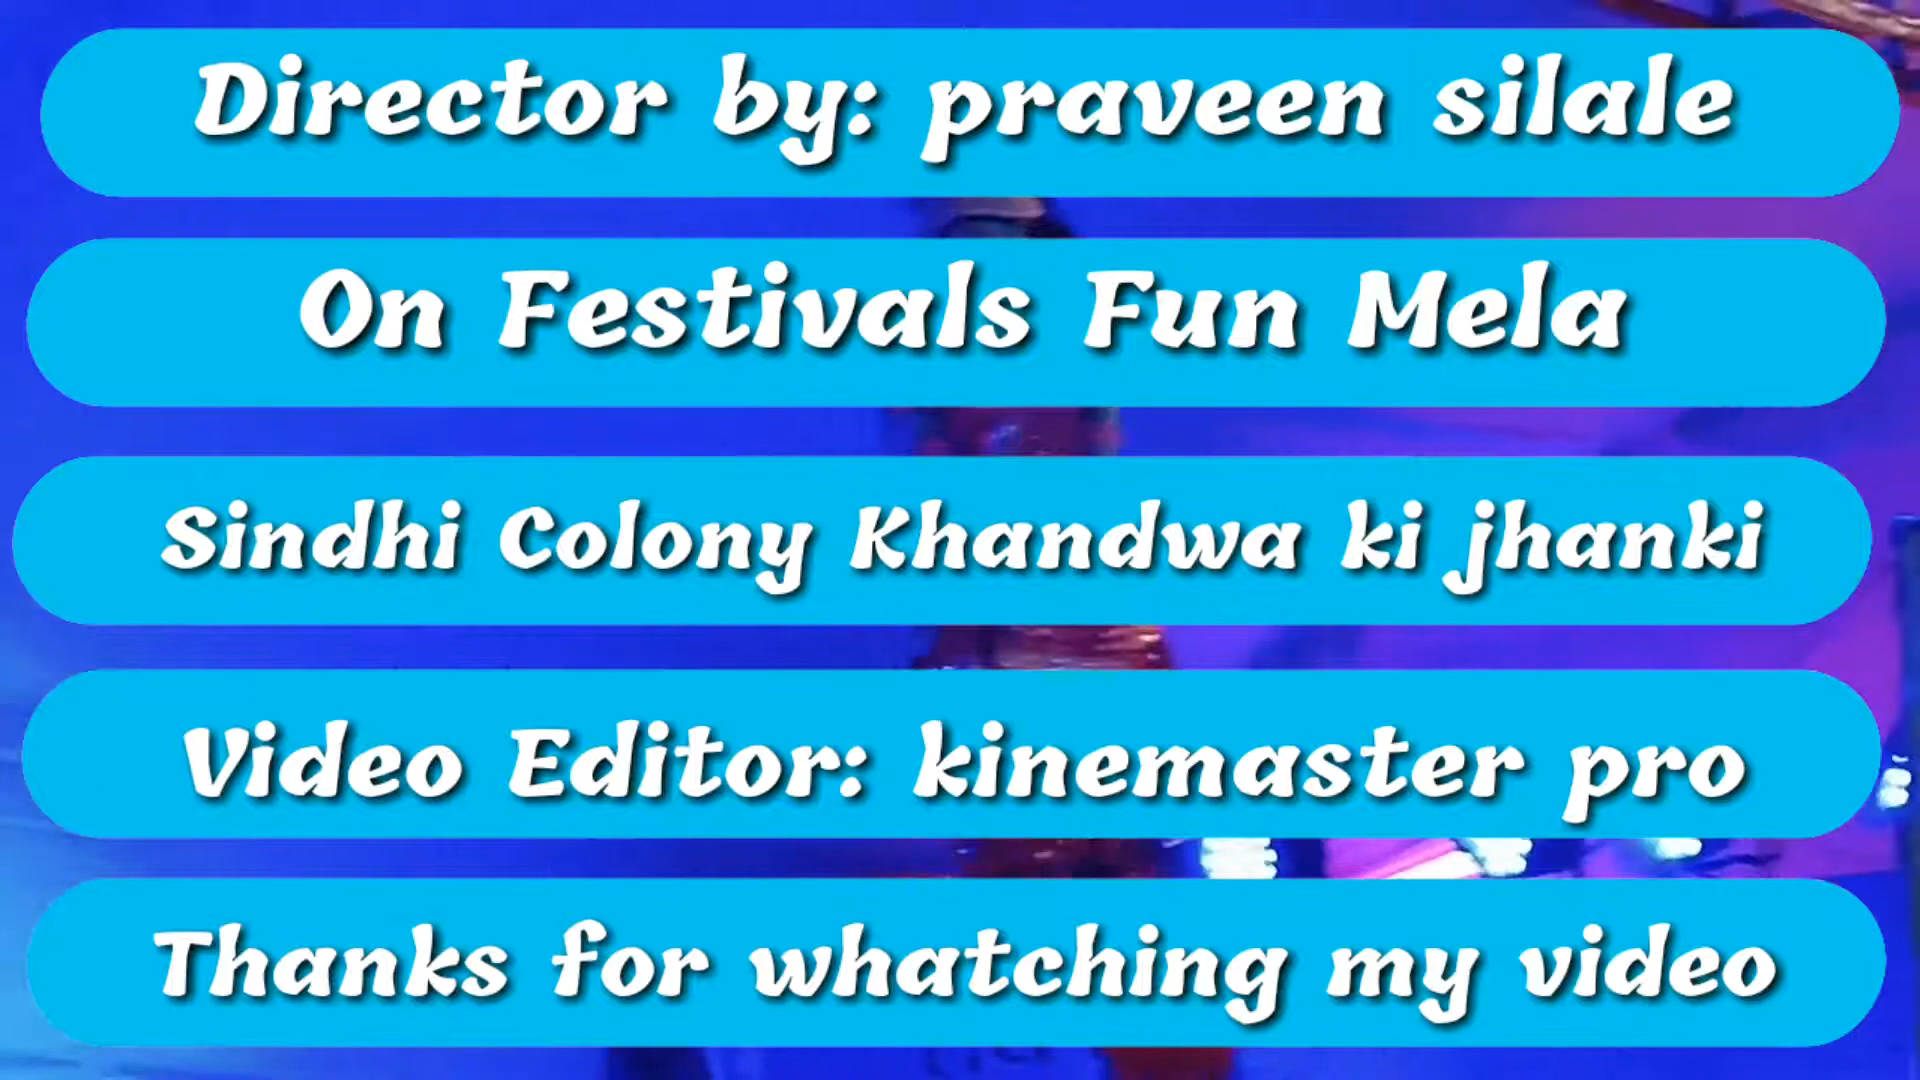 Director by: praveen silale
On Festivals Fun Mela
Sindhi Colony Khandwa ki jhanki
Video Editor: kinemaster pro
Thanks for whatching my video